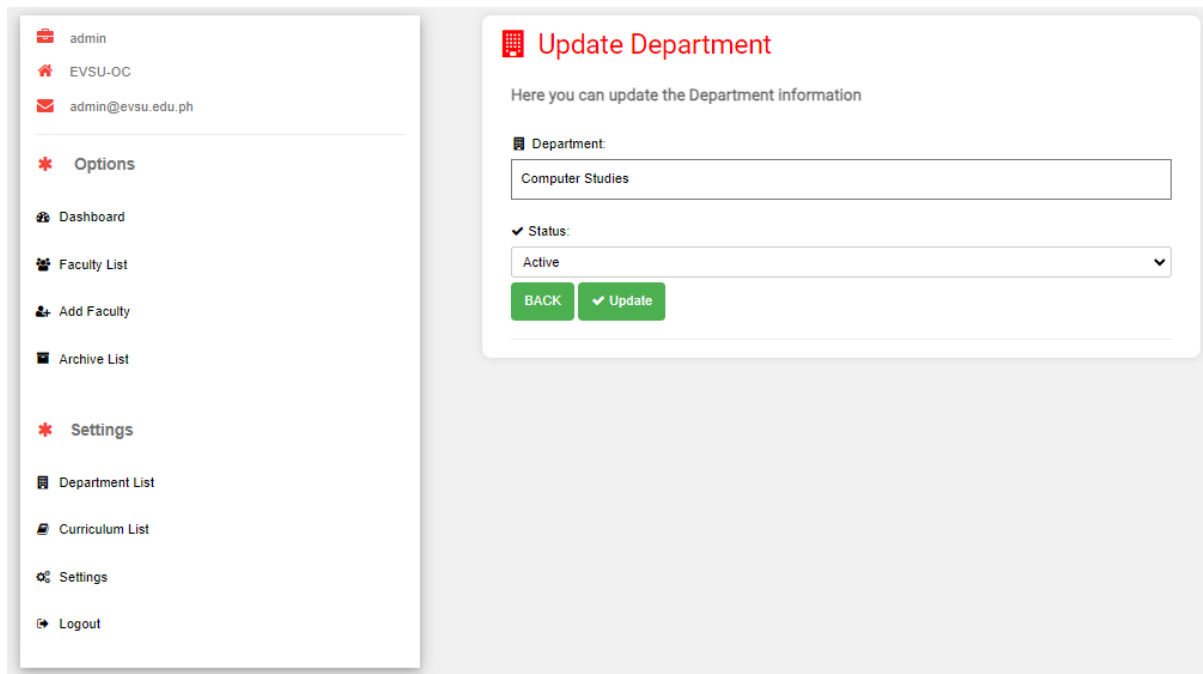 admin
EVSU-OC
admin@evsu.edu.ph
Options
Dashboard
Faculty List
Add Faculty
Archive List
Settings
Department List
Curriculum List
Settings
Logout
Update Department
Here you can update the Department information
Department:
Computer Studies
Status:
Active
BACK Update